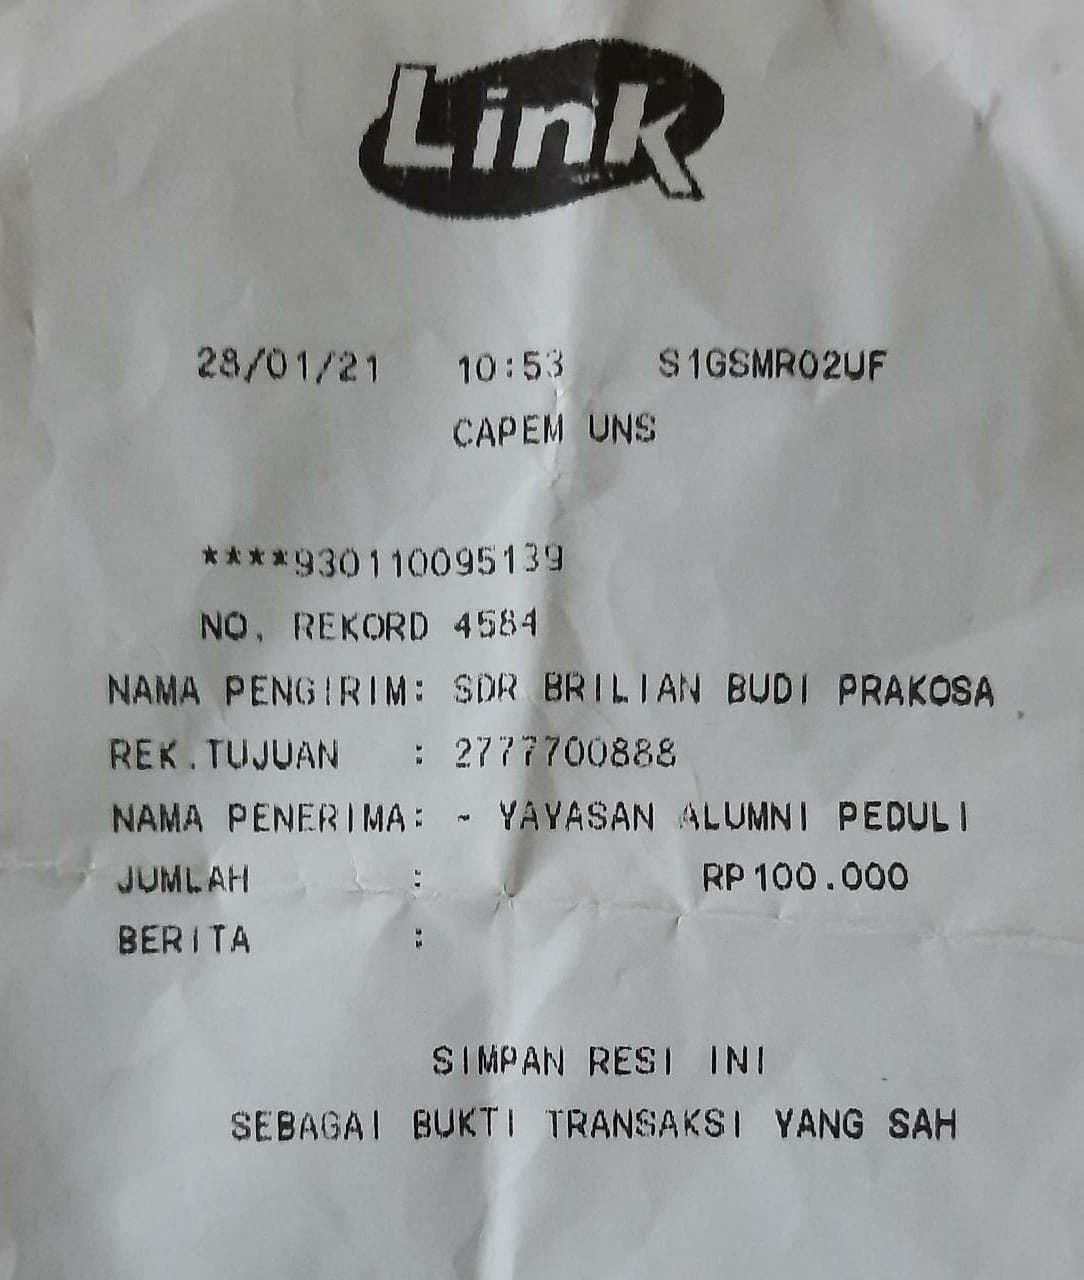 Link
28/01/21 10:53 S1GSMR02UF
CAPEM UNS
****930110095139
NO. REKORD 4584
NAMA PENGIRIM: SDR BRILIAN BUDI PRAKOSA
REK.TUJUAN : 2777700888
NAMA PENERIMA: - YAYASAN ALUMNI PEDULI
JUMLAH : RP100.000
BERITA :
SIMPAN RESI INI
SEBAGAI BUKTI TRANSAKSI YANG SAH